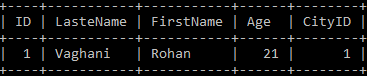 ID | LasteName | FirstName | Age | CityID
1 | Vaghani | Rohan | 21 | 1